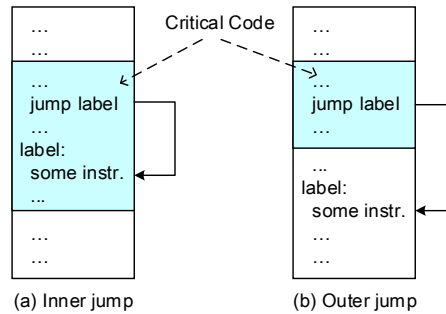 Critical Code
…
…
…
jump label
…
label:
some instr.
...
…
…
(a) Inner jump
…
…
…
jump label
…
...
label:
some instr.
…
…
(b) Outer jump